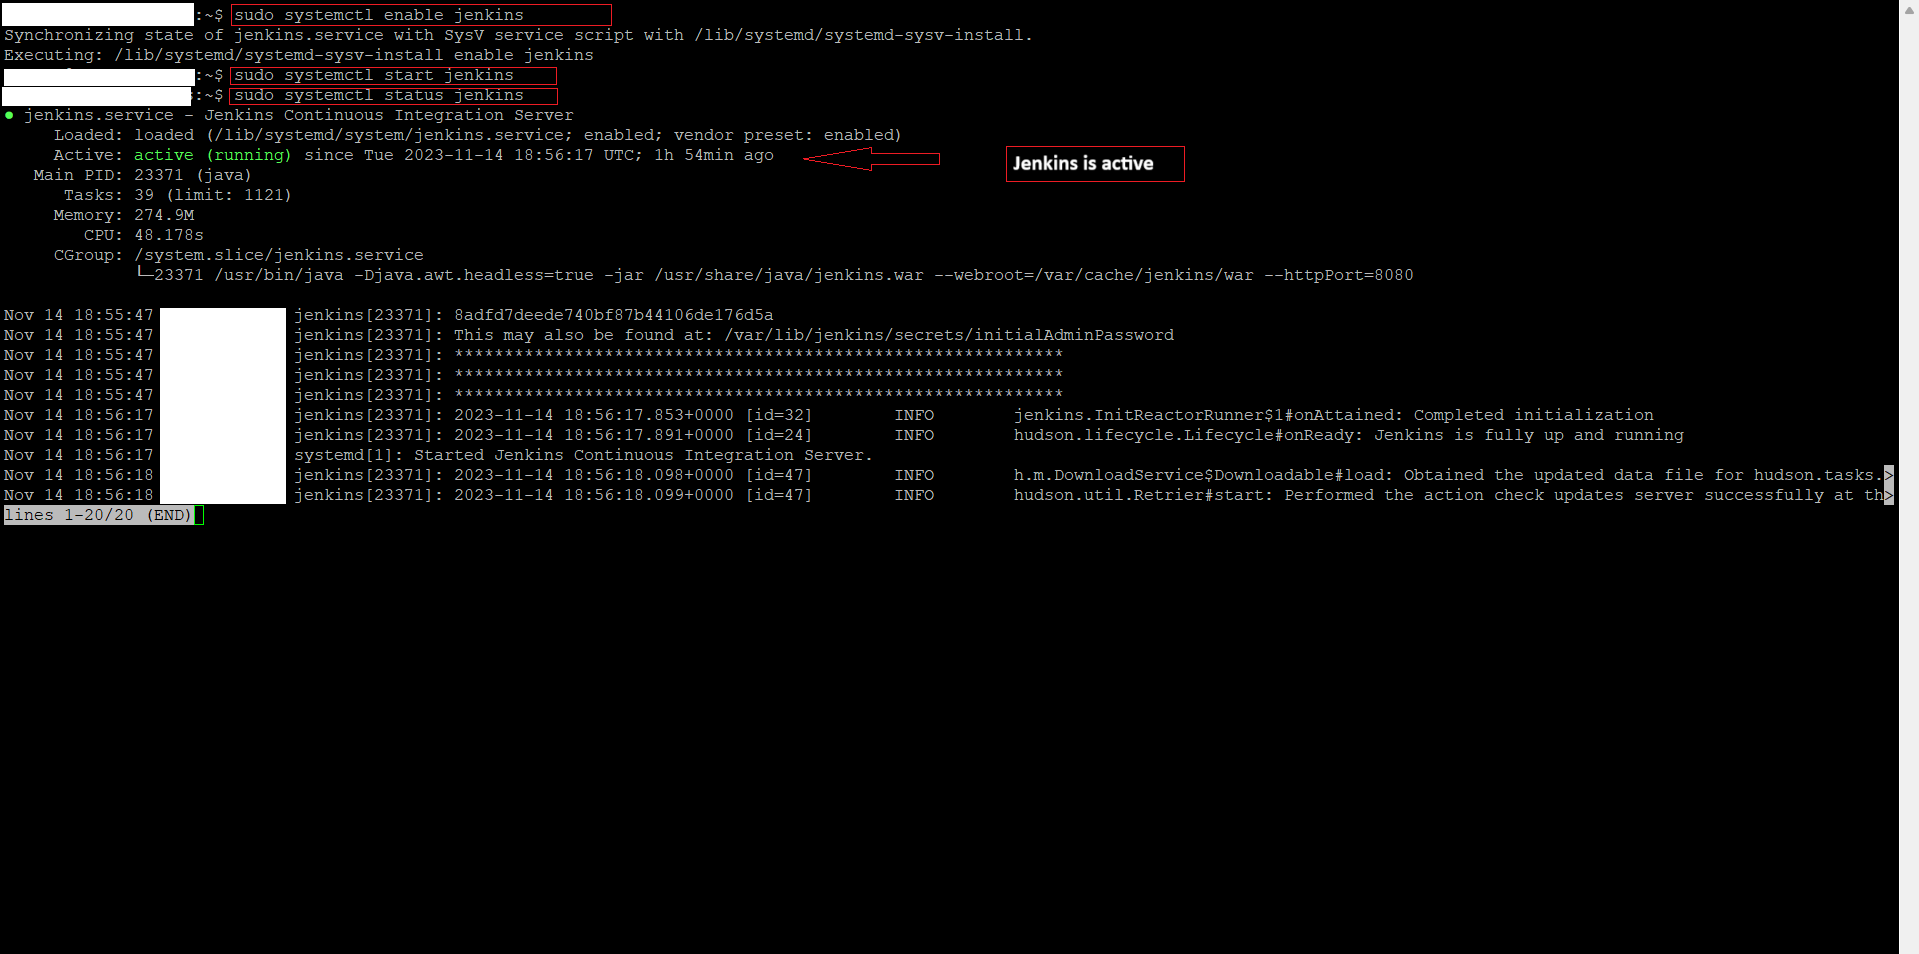 :~$ sudo systemctl enable jenkins
Synchronizing state of jenkins.service with SysV service script with /lib/systemd/systemd-sysv-install.
Executing: /lib/systemd/systemd-sysv-install enable jenkins
:~$ sudo systemctl start jenkins
:~$ sudo systemctl status jenkins
● jenkins.service - Jenkins Continuous Integration Server
Loaded: loaded (/lib/systemd/system/jenkins.service; enabled; vendor preset: enabled)
Active: active (running) since Tue 2023-11-14 18:56:17 UTC; 1h 54min ago
Jenkins is active
Main PID: 23371 (java)
Tasks: 39 (limit: 1121)
Memory: 274.9M
CPU: 48.178s
CGroup: /system.slice/jenkins.service
└─23371 /usr/bin/java -Djava.awt.headless=true -jar /usr/share/java/jenkins.war --webroot=/var/cache/jenkins/war --httpPort=8080
Nov 14 18:55:47 jenkins[23371]: 8adfd7deede740bf87b44106de176d5a
Nov 14 18:55:47 jenkins[23371]: This may also be found at: /var/lib/jenkins/secrets/initialAdminPassword
Nov 14 18:55:47 jenkins[23371]: *************************************************************
Nov 14 18:55:47 jenkins[23371]: *************************************************************
Nov 14 18:55:47 jenkins[23371]: *************************************************************
Nov 14 18:56:17 jenkins[23371]: 2023-11-14 18:56:17.853+0000 [id=32] INFO jenkins.InitReactorRunner$1#onAttained: Completed initialization
Nov 14 18:56:17 jenkins[23371]: 2023-11-14 18:56:17.891+0000 [id=24] INFO hudson.lifecycle.Lifecycle#onReady: Jenkins is fully up and running
Nov 14 18:56:17 systemd[1]: Started Jenkins Continuous Integration Server.
Nov 14 18:56:18 jenkins[23371]: 2023-11-14 18:56:18.098+0000 [id=47] INFO h.m.DownloadService$Downloadable#load: Obtained the updated data file for hudson.tasks.>
Nov 14 18:56:18 jenkins[23371]: 2023-11-14 18:56:18.099+0000 [id=47] INFO hudson.util.Retrier#start: Performed the action check updates server successfully at th>
lines 1-20/20 (END)